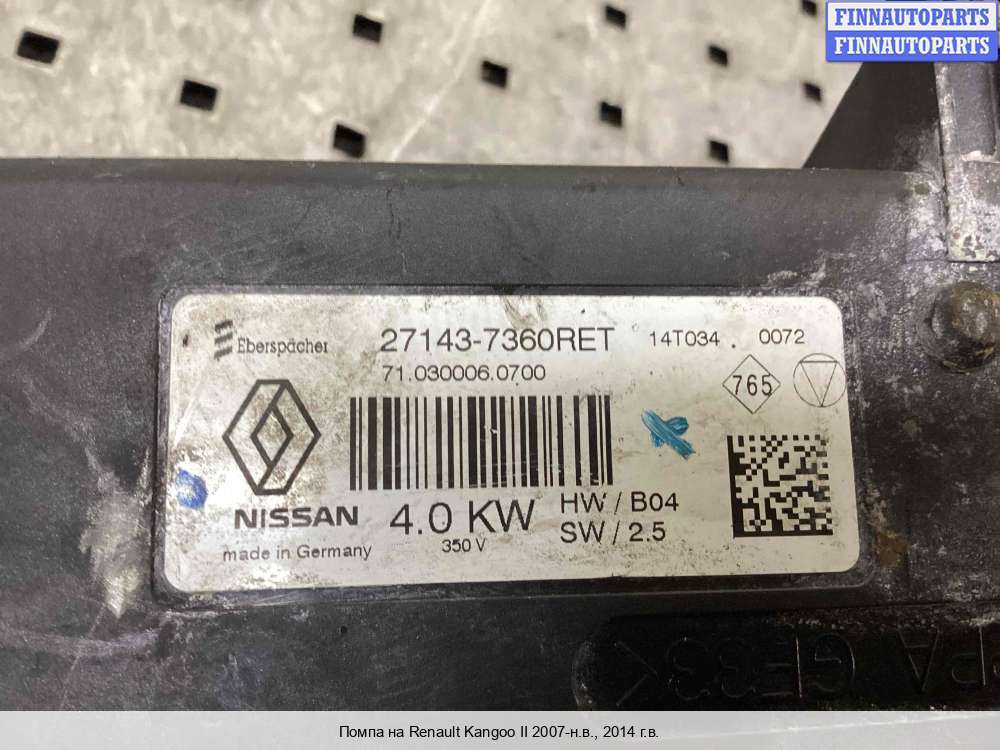 FINNAUTOPARTS
FINNAUTOPARTS
Eberspächer 27143-7360RET 14T034 . 0072
71.030006.0700
765
NISSAN 4.0 KW HW / B04
made in Germany 350 V SW / 2.5
GF33<
Помпа на Renault Kangoo II 2007-н.в., 2014 г.в.